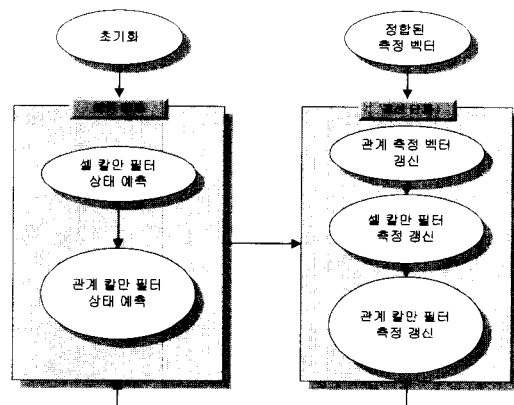 초기화
정합된
측정 벡터
셀 칼만 필터
상태 예측
관계 칼만 필터
상태 예측
관계 측정 벡터
갱신
셀 칼만 필터
측정 갱신
관계 칼만 필터
측정 갱신